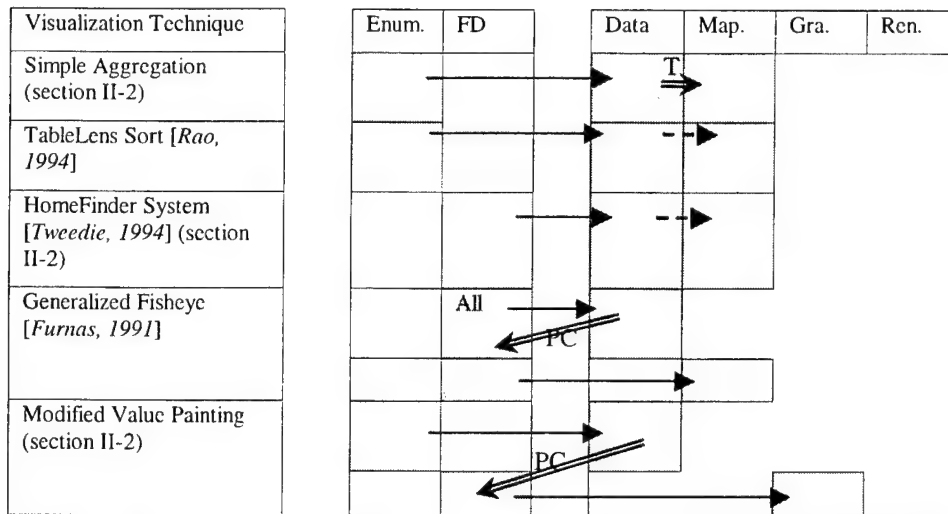 Visualization Technique Enum. FD Data Map. Gra. Ren.
Simple Aggregation
(section II-2)
T
TableLens Sort [Rao,
1994]
HomeFinder System
[Tweedie, 1994] (section
II-2)
Generalized Fisheye
[Furnas, 1991]
All
PC
Modified Value Painting
(section II-2)
PC